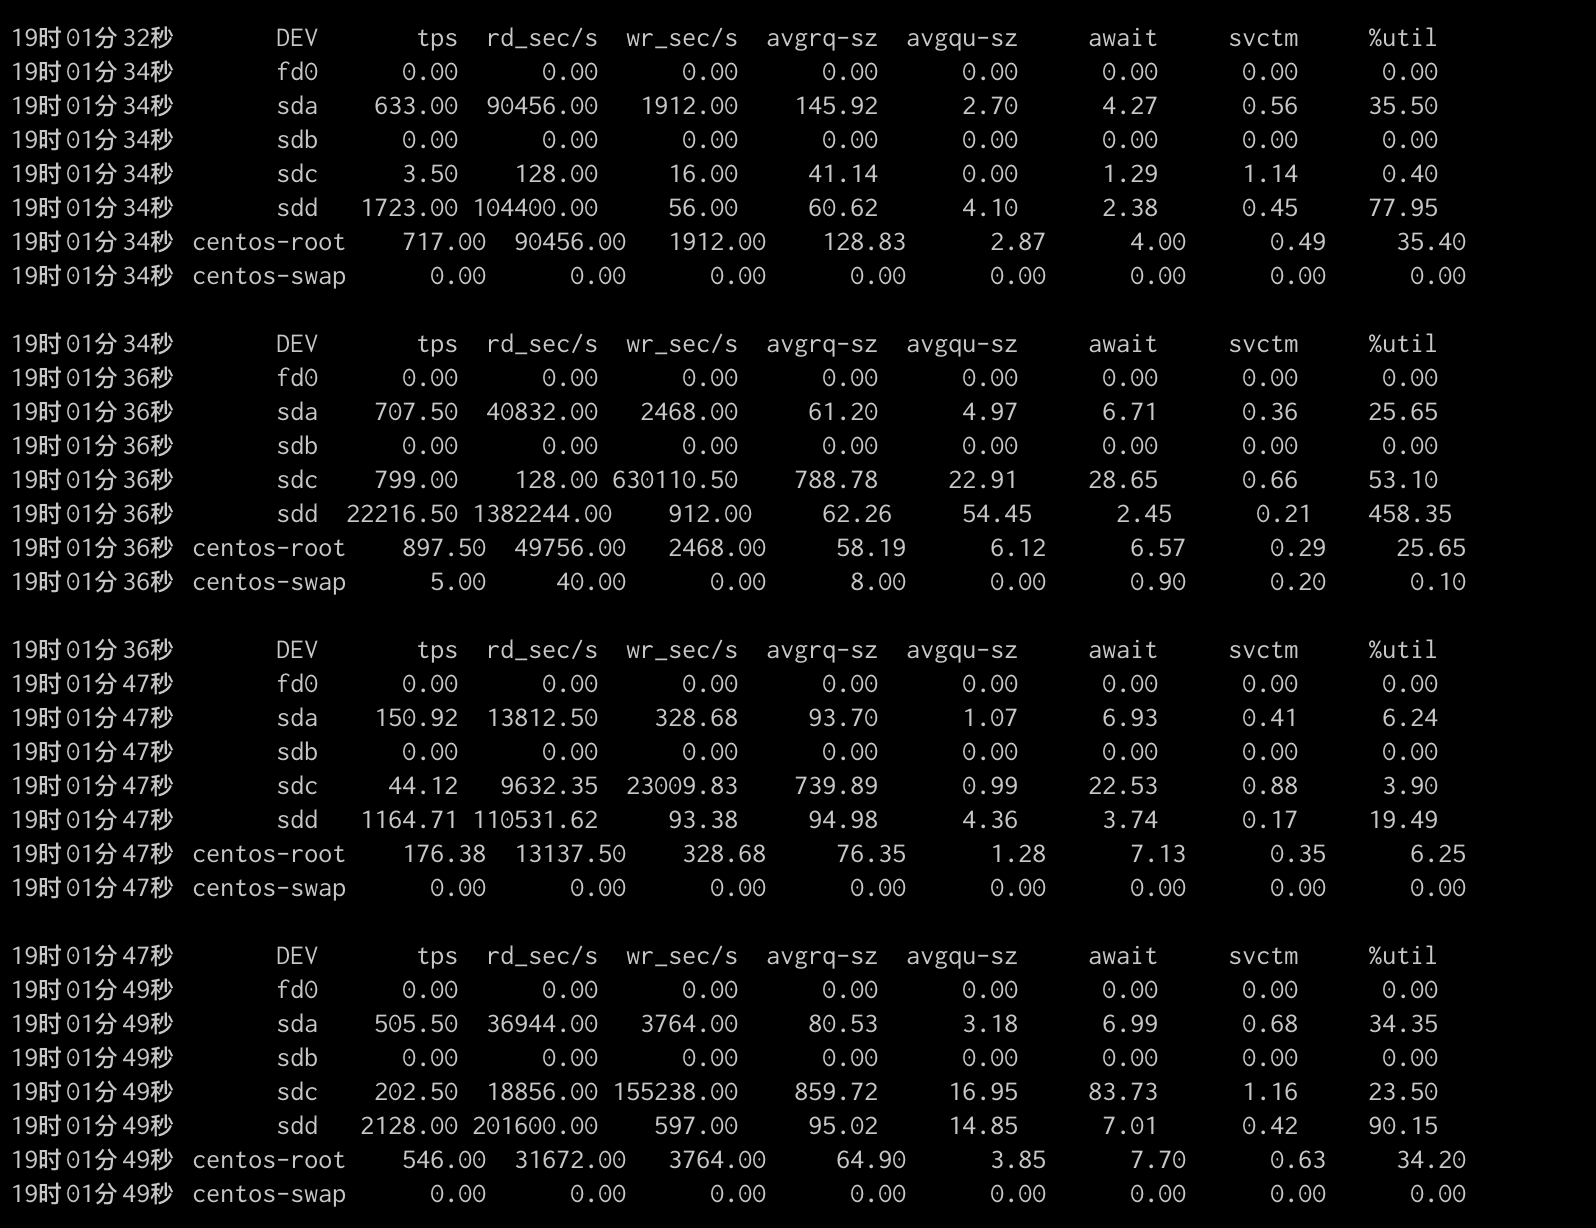 19时01分32秒 DEV tps rd_sec/s wr_sec/s avgrq-sz avgqu-sz await svctm %util
19时01分34秒 fd0 0.00 0.00 0.00 0.00 0.00 0.00 0.00 0.00
19时01分34秒 sda 633.00 90456.00 1912.00 145.92 2.70 4.27 0.56 35.50
19时01分34秒 sdb 0.00 0.00 0.00 0.00 0.00 0.00 0.00 0.00
19时01分34秒 sdc 3.50 128.00 16.00 41.14 0.00 1.29 1.14 0.40
19时01分34秒 sdd 1723.00 104400.00 56.00 60.62 4.10 2.38 0.45 77.95
19时01分34秒 centos-root 717.00 90456.00 1912.00 128.83 2.87 4.00 0.49 35.40
19时01分34秒 centos-swap 0.00 0.00 0.00 0.00 0.00 0.00 0.00 0.00
19时01分34秒 DEV tps rd_sec/s wr_sec/s avgrq-sz avgqu-sz await svctm %util
19时01分36秒 fd0 0.00 0.00 0.00 0.00 0.00 0.00 0.00 0.00
19时01分36秒 sda 707.50 40832.00 2468.00 61.20 4.97 6.71 0.36 25.65
19时01分36秒 sdb 0.00 0.00 0.00 0.00 0.00 0.00 0.00 0.00
19时01分36秒 sdc 799.00 128.00 630110.50 788.78 22.91 28.65 0.66 53.10
19时01分36秒 sdd 22216.50 1382244.00 912.00 62.26 54.45 2.45 0.21 458.35
19时01分36秒 centos-root 897.50 49756.00 2468.00 58.19 6.12 6.57 0.29 25.65
19时01分36秒 centos-swap 5.00 40.00 0.00 8.00 0.00 0.90 0.20 0.10
19时01分36秒 DEV tps rd_sec/s wr_sec/s avgrq-sz avgqu-sz await svctm %util
19时01分47秒 fd0 0.00 0.00 0.00 0.00 0.00 0.00 0.00 0.00
19时01分47秒 sda 150.92 13812.50 328.68 93.70 1.07 6.93 0.41 6.24
19时01分47秒 sdb 0.00 0.00 0.00 0.00 0.00 0.00 0.00 0.00
19时01分47秒 sdc 44.12 9632.35 23009.83 739.89 0.99 22.53 0.88 3.90
19时01分47秒 sdd 1164.71 110531.62 93.38 94.98 4.36 3.74 0.17 19.49
19时01分47秒 centos-root 176.38 13137.50 328.68 76.35 1.28 7.13 0.35 6.25
19时01分47秒 centos-swap 0.00 0.00 0.00 0.00 0.00 0.00 0.00 0.00
19时01分47秒 DEV tps rd_sec/s wr_sec/s avgrq-sz avgqu-sz await svctm %util
19时01分49秒 fd0 0.00 0.00 0.00 0.00 0.00 0.00 0.00 0.00
19时01分49秒 sda 505.50 36944.00 3764.00 80.53 3.18 6.99 0.68 34.35
19时01分49秒 sdb 0.00 0.00 0.00 0.00 0.00 0.00 0.00 0.00
19时01分49秒 sdc 202.50 18856.00 155238.00 859.72 16.95 83.73 1.16 23.50
19时01分49秒 sdd 2128.00 201600.00 597.00 95.02 14.85 7.01 0.42 90.15
19时01分49秒 centos-root 546.00 31672.00 3764.00 64.90 3.85 7.70 0.63 34.20
19时01分49秒 centos-swap 0.00 0.00 0.00 0.00 0.00 0.00 0.00 0.00